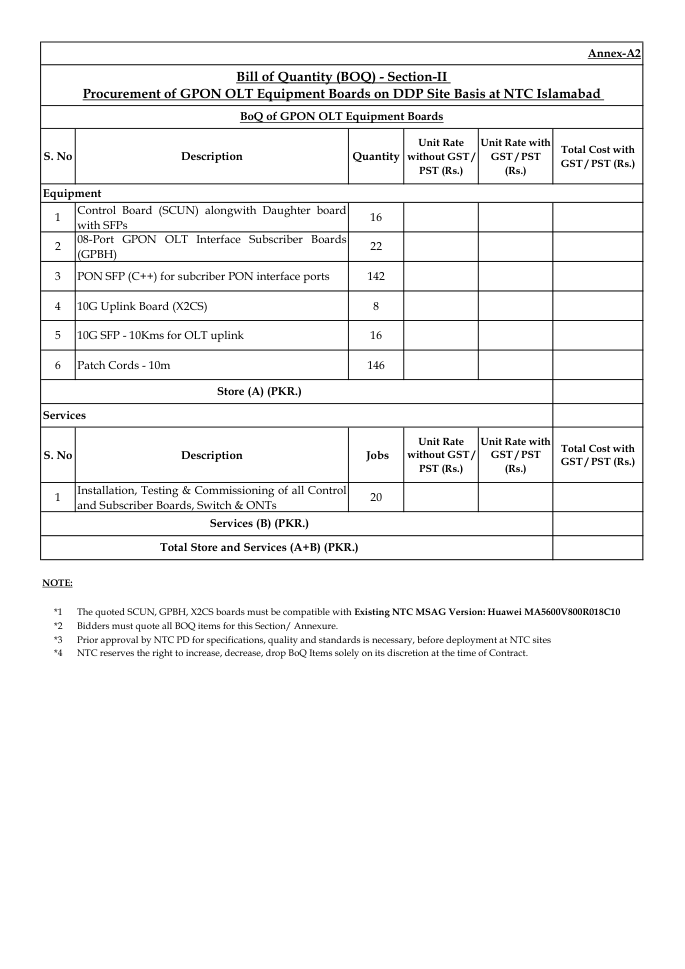 Annex-A2
Bill of Quantity (BOQ) - Section-II
Procurement of GPON OLT Equipment Boards on DDP Site Basis at NTC Islamabad
BoQ of GPON OLT Equipment Boards
S. No Description Quantity Unit Rate without GST/ PST (Rs.) Unit Rate with GST/PST (Rs.) Total Cost with GST/PST (Rs.)
Equipment
1 Control Board (SCUN) alongwith Daughter board
with SFPs 16
2 08-Port GPON OLT Interface Subscriber Boards
(GPBH) 22
3 PON SFP (C++) for subcriber PON interface ports 142
4 10G Uplink Board (X2CS) 8
5 10G SFP - 10Kms for OLT uplink 16
6 Patch Cords - 10m 146
Store (A) (PKR.)
Services
S. No Description Jobs Unit Rate without GST/ PST (Rs.) Unit Rate with GST/PST (Rs.) Total Cost with GST/PST (Rs.)
1 Installation, Testing & Commissioning of all Control
and Subscriber Boards, Switch & ONTs 20
Services (B) (PKR.)
Total Store and Services (A+B) (PKR.)
NOTE:
*1 The quoted SCUN, GPBH, X2CS boards must be compatible with Existing NTC MSAG Version: Huawei MA5600V800R018C10
*2 Bidders must quote all BOQ items for this Section/ Annexure.
*3 Prior approval by NTC PD for specifications, quality and standards is necessary, before deployment at NTC sites
*4 NTC reserves the right to increase, decrease, drop BoQ Items solely on its discretion at the time of Contract.